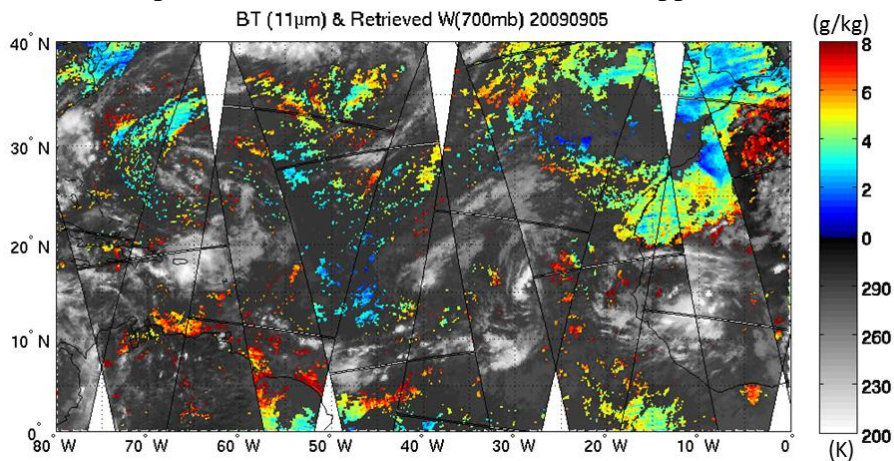 BT (11μm) & Retrieved W(700mb) 20090905
(g/kg)
40° N
30° N
20° N
10° N
0°
80° W 70° W 60° W 50° W 40° W 30° W 20° W 10° W 0°
8
6
4
2
0
290
260
230
200
(K)